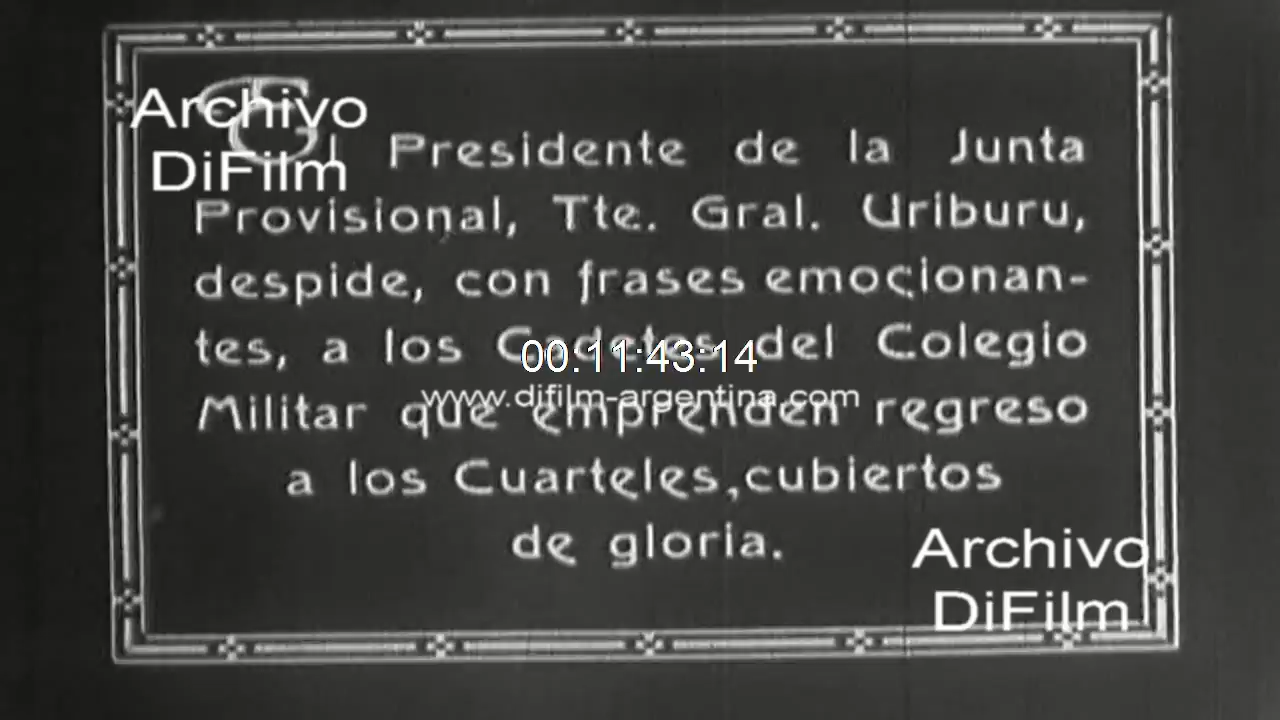 Archivo
DiFilm
El Presidente de la Junta
Provisional, Tte. Gral. Uriburu,
despide, con frases emocionan-
tes, a los Cadetes del Colegio
00:11:43:14
www.difilm-argentina.com
Militar que emprenden regreso
a los Cuarteles, cubiertos
de gloria.
Archivo
DiFilm